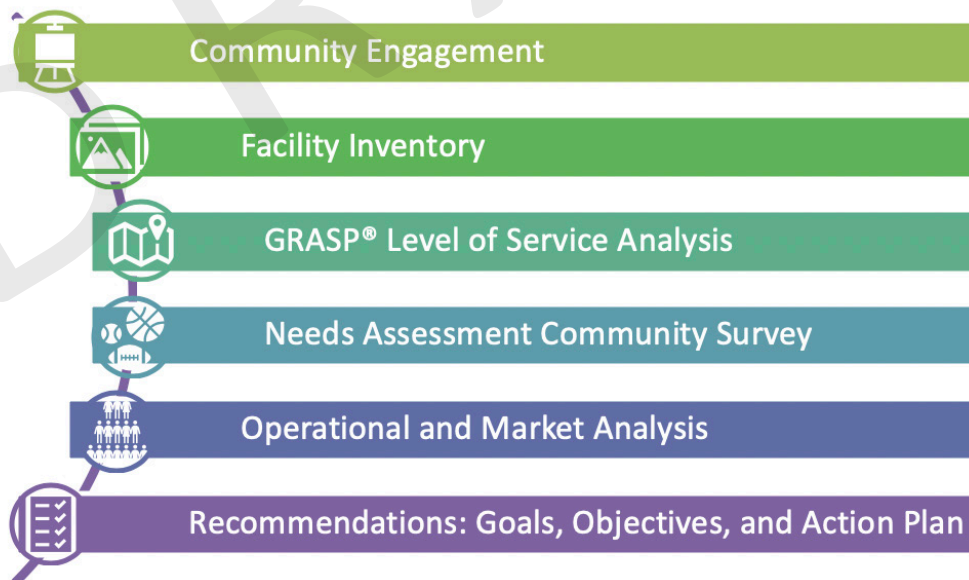 Community Engagement
Facility Inventory
GRASP® Level of Service Analysis
Needs Assessment Community Survey
Operational and Market Analysis
Recommendations: Goals, Objectives, and Action Plan